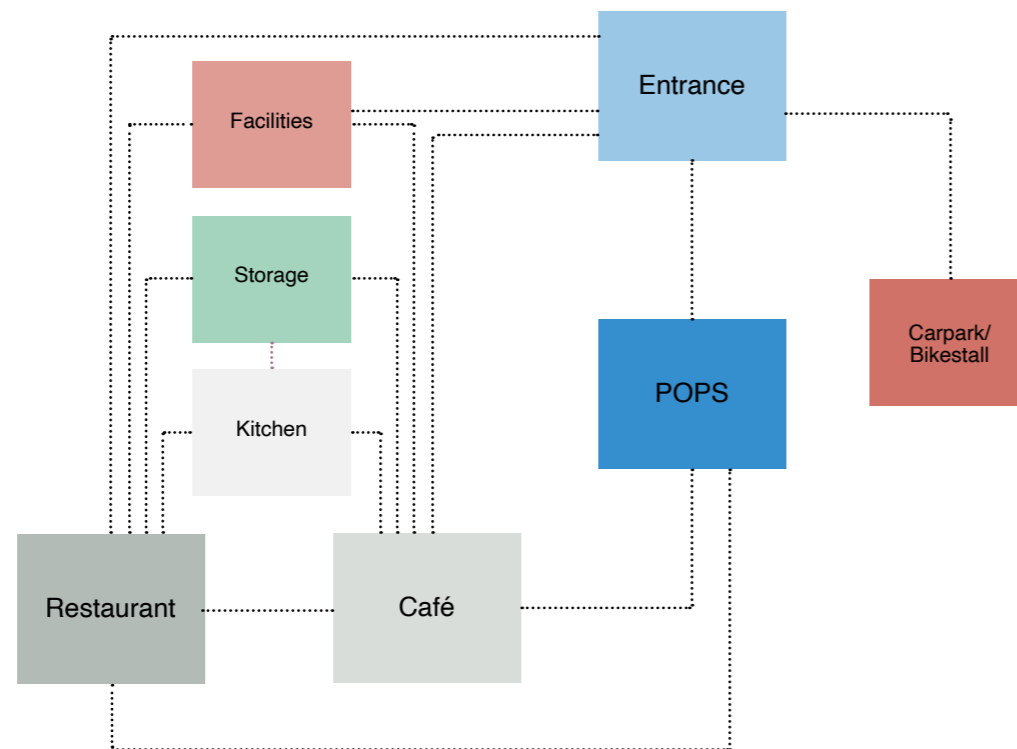 Entrance
Facilities
Storage
Carpark/
Bikestall
POPS
Kitchen
Restaurant
Café